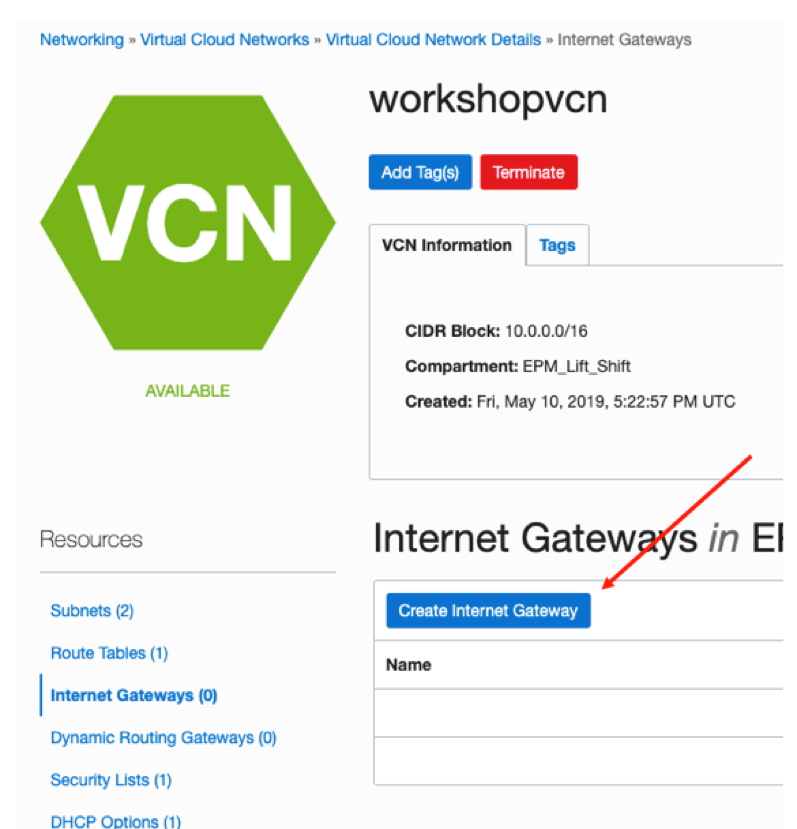 Networking » Virtual Cloud Networks » Virtual Cloud Network Details » Internet Gateways
VCN
AVAILABLE
workshopvcn
Add Tag(s) Terminate
VCN Information Tags
CIDR Block: 10.0.0.0/16
Compartment: EPM_Lift_Shift
Created: Fri, May 10, 2019, 5:22:57 PM UTC
Resources
Subnets (2)
Route Tables (1)
Internet Gateways (0)
Dynamic Routing Gateways (0)
Security Lists (1)
DHCP Options (1)
Internet Gateways in
Create Internet Gateway
Name